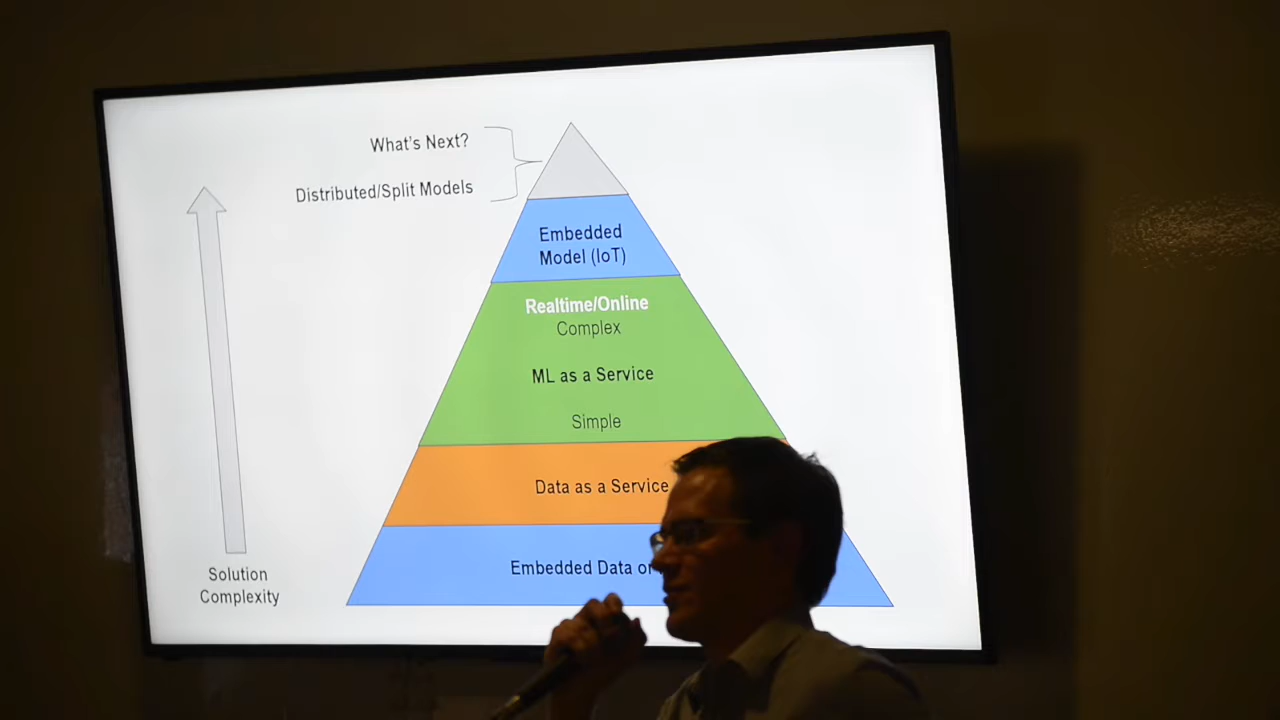 What's Next?
Distributed/Split Models
Embedded
Model (IoT)
Realtime/Online
Complex
ML as a Service
Simple
Data as a Service
Embedded Data or
Solution
Complexity